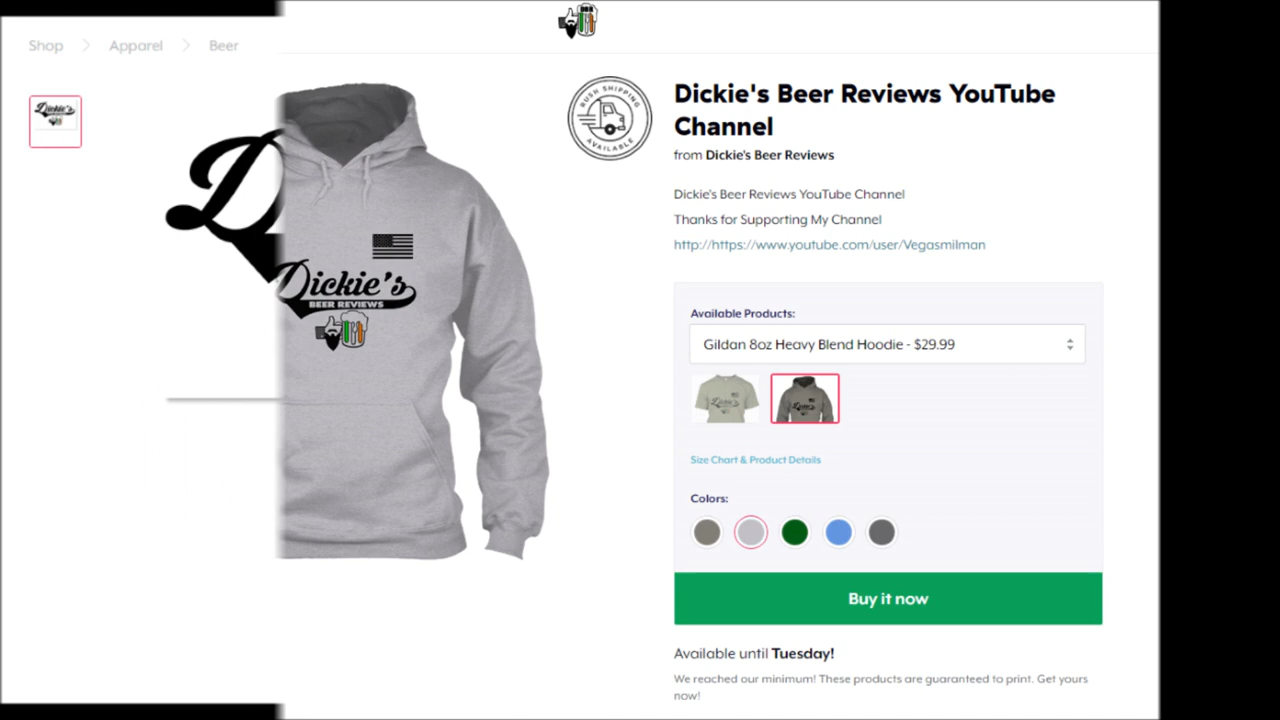 Shop
Apparel
Beer
Dickie's
RUSH SHIPPING
AVAILABLE
Dickie's Beer Reviews YouTube
Channel
from Dickie's Beer Reviews
Dickie's Beer Reviews YouTube Channel
Thanks for Supporting My Channel
http://https://www.youtube.com/user/Vegasmilman
D
Dickie's
BEER REVIEWS
Available Products:
Gildan 8oz Heavy Blend Hoodie - $29.99
Size Chart & Product Details
Colors:
Buy it now
Available until Tuesday!
We reached our minimum! These products are guaranteed to print. Get yours
now!